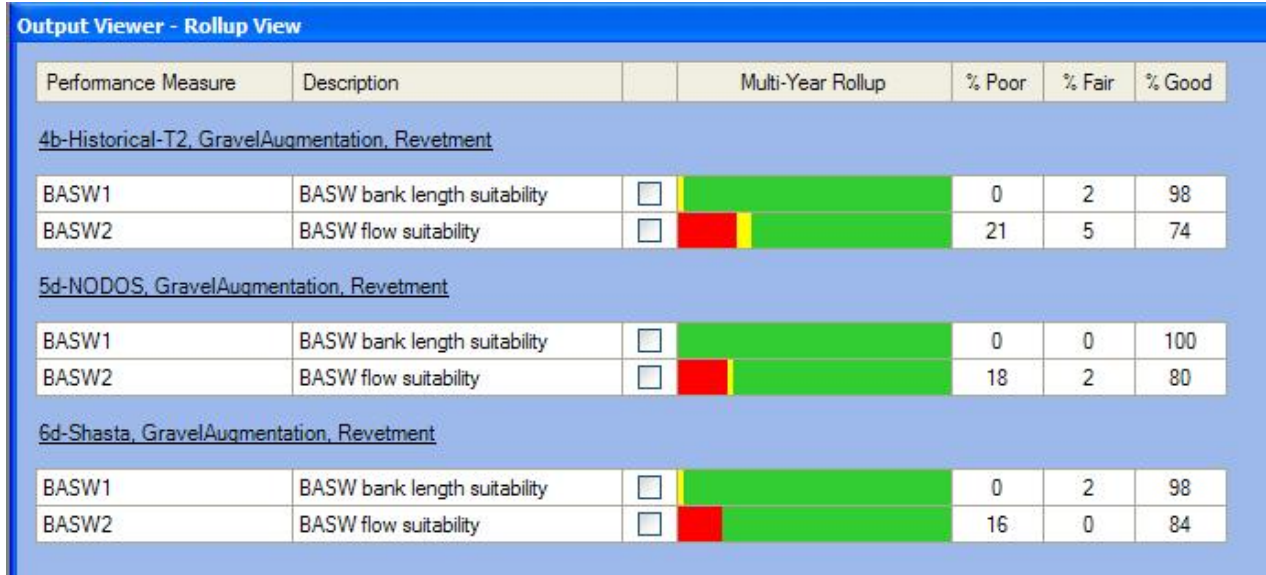 Output Viewer - Rollup View
Performance Measure Description Multi-Year Rollup % Poor % Fair % Good
4b-Historical-T2, GravelAugmentation, Revetment
BASW1 BASW bank length suitability 0 2 98
BASW2 BASW flow suitability 21 5 74
5d-NODOS, GravelAugmentation, Revetment
BASW1 BASW bank length suitability 0 0 100
BASW2 BASW flow suitability 18 2 80
6d-Shasta, GravelAugmentation, Revetment
BASW1 BASW bank length suitability 0 2 98
BASW2 BASW flow suitability 16 0 84